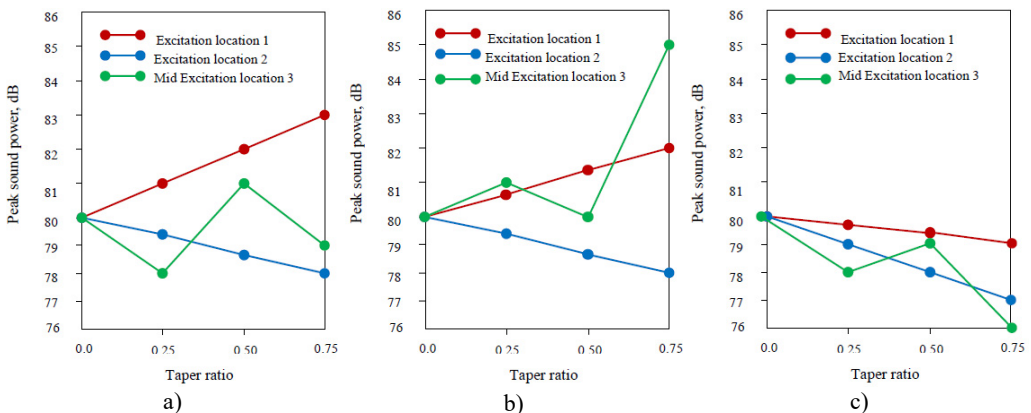 86
85
84
83
82
81
80
79
78
77
76
Peak sound power, dB
Excitation location 1
Excitation location 2
Mid Excitation location 3
0.0
0.25
0.50
0.75
Taper ratio
a)
86
85
84
83
82
81
80
79
78
77
76
Peak sound power, dB
Excitation location 1
Excitation location 2
Mid Excitation location 3
0.0
0.25
0.50
0.75
Taper ratio
b)
86
85
84
83
82
81
80
79
78
77
76
Peak sound power, dB
Excitation location 1
Excitation location 2
Mid Excitation location 3
0.0
0.25
0.50
0.75
Taper ratio
c)